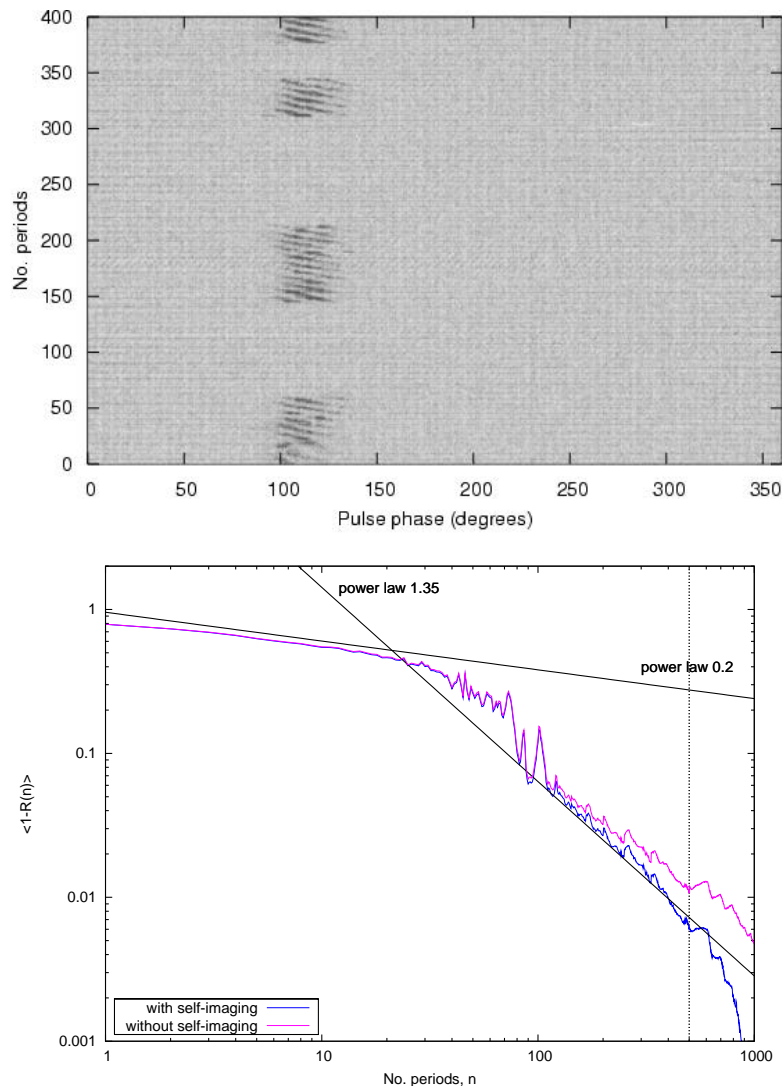 400
350
300
250
200
150
100
50
0
No. periods
0 50 100 150 200 250 300 350
Pulse phase (degrees)
1
0.1
0.01
0.001
<1-R(n)>
power law 1.35
power law 0.2
with self-imaging
without self-imaging
1 10 100 1000
No. periods, n